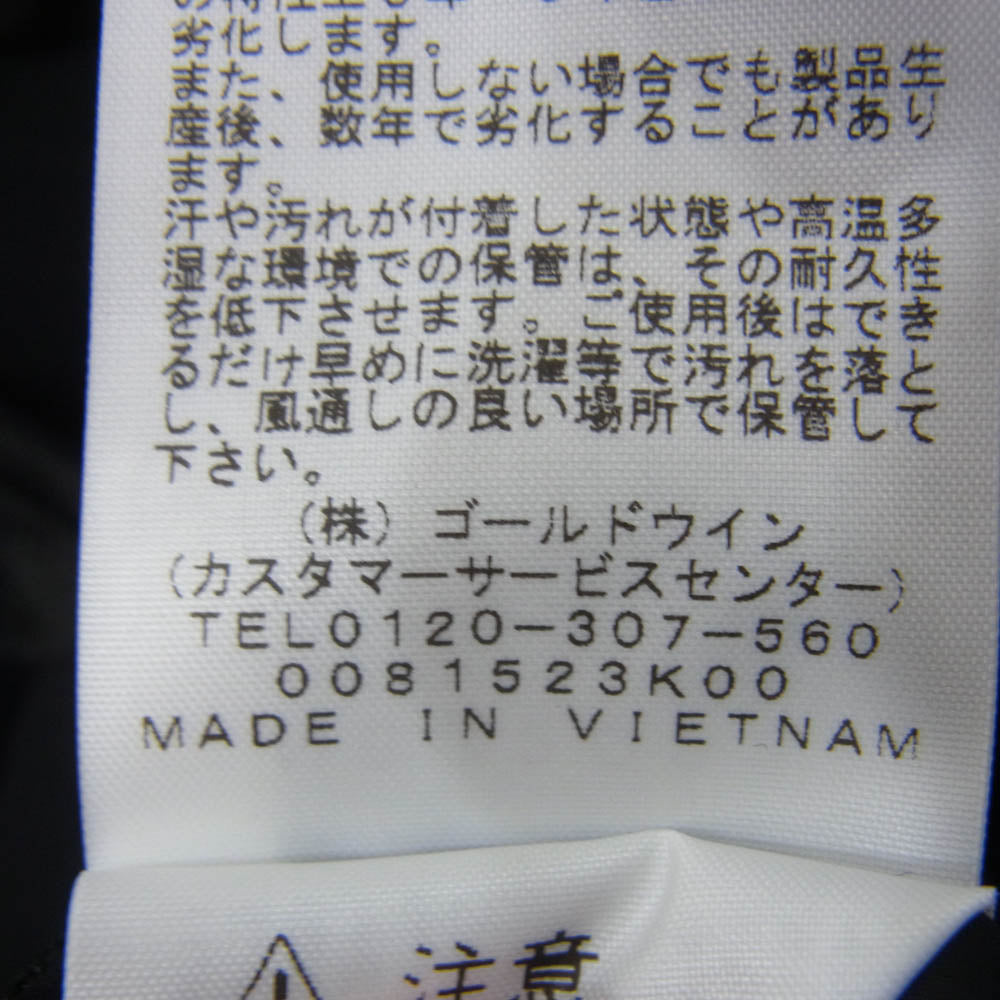 劣化します。
また、使用しない場合でも製品生
産後、数年で劣化することがあり
ます。
汗や汚れが付着した状態や高温多
湿な環境での保管は、その耐久性
を低下させます。ご使用後はでき
るだけ早めに洗濯等で汚れを落と
し、風通しの良い場所で保管して
下さい。
(株)ゴールドウイン
(カスタマーサービスセンター)
TEL0120-307-560
0081523K00
MADE IN VIETNAM
注意